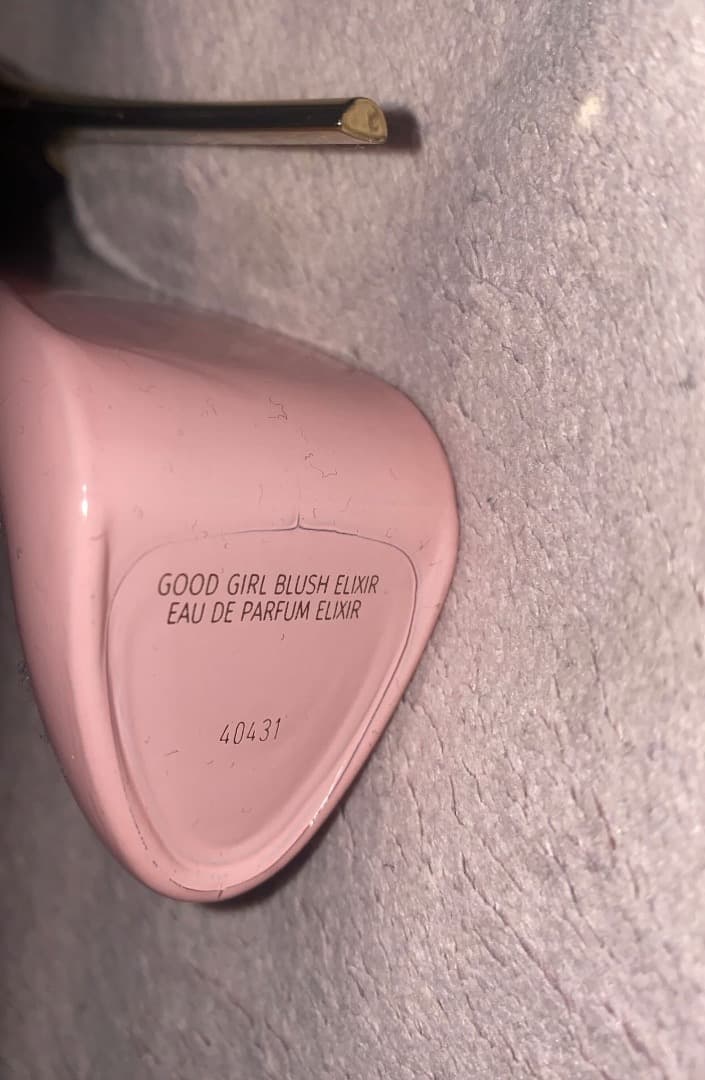 GOOD GIRL BLUSH ELIXIR
EAU DE PARFUM ELIXIR
40431